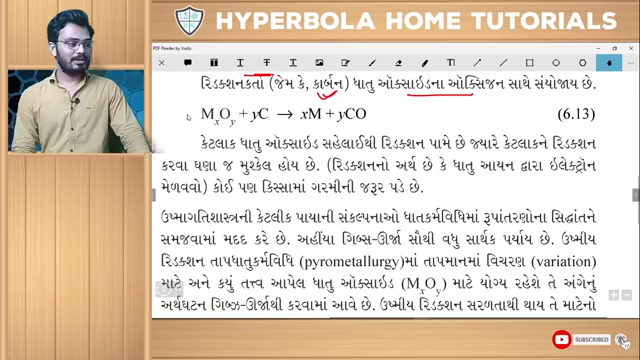 HYPERBOLA HOME TUTORIALS
PDF Reader by Xodo
રિડક્શનકર્તા (જેમ કે, કાર્બન) ધાતુ ઑક્સાઇડના ઑક્સિજન સાથે સંયોજાય છે.
MₓOᵧ + yC → xM + yCO (6.13)
કેટલાક ધાતુ ઑક્સાઇડ સહેલાઈથી રિડક્શન પામે છે જ્યારે કેટલાકને રિડક્શન
કરવા ઘણા જ મુશ્કેલ હોય છે. (રિડક્શનનો અર્થ છે કે ધાતુ આયન દ્વારા ઇલેક્ટ્રૉન
મેળવવો) કોઈ પણ કિસ્સામાં ગરમીની જરૂર પડે છે.
ઉષ્માગતિશાસ્ત્રની કેટલીક પાયાની સંકલ્પનાઓ ધાતકર્મવિધિમાં રૂપાંતરણોના સિદ્ધાંતને
સમજવામાં મદદ કરે છે. અહીંયા ગિબ્સ-ઊર્જા સૌથી વધુ સાર્થક પર્યાય છે. ઉષ્મીય
રિડક્શન તાપધાતુકર્મવિધિ (pyrometallurgy)માં તાપમાનમાં વિચરણ (variation)
માટે અને કયું તત્ત્વ આપેલ ધાતુ ઑક્સાઇડ (MₓOᵧ) માટે યોગ્ય રહેશે તે અંગેનું
અર્થઘટન ગિબ્ઝ-ઊર્જાથી કરવામાં આવે છે. ઉષ્મીય રિડક્શન સરળતાથી થાય તે માટેનો
SUBSCRIBE